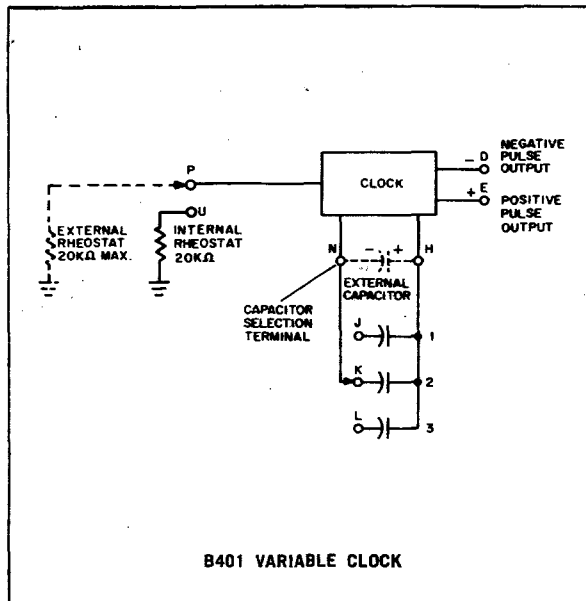 P
U
EXTERNAL
RHEOSTAT
20KΩ MAX.
INTERNAL
RHEOSTAT
20KΩ
CLOCK
– D
NEGATIVE
PULSE
OUTPUT
+ E
POSITIVE
PULSE
OUTPUT
N
– +
H
EXTERNAL
CAPACITOR
CAPACITOR
SELECTION
TERMINAL
J
1
K
2
L
3
B401 VARIABLE CLOCK